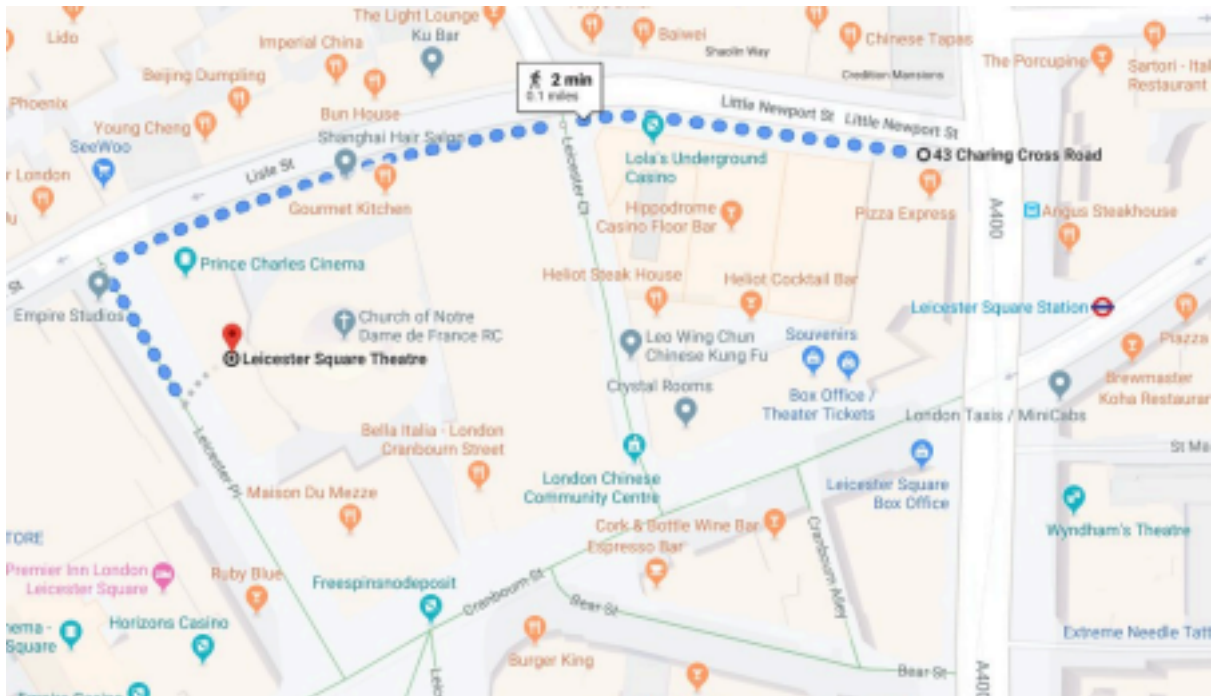 Lido
The Light Lounge
Ku Bar
Imperial China
Baiwei
Shaolin Way
Chinese Tapas
Credition Mansions
The Porcupine
Sartori - Ital
Restaurant
Beijing Dumpling
Phoenix
2 min
0.1 miles
Bun House
Young Cheng
Little Newport St
Little Newport St
Shanghai Hair Salon
SeeWoo
Lisle St
43 Charing Cross Road
Lola's Underground
Casino
r London
Gourmet Kitchen
Leicester Ct
Hippodrome
Casino Floor Bar
Pizza Express
A400
Angus Steakhouse
Prince Charles Cinema
Heliot Steak House
Heliot Cocktail Bar
St
Empire Studios
Church of Notre
Dame de France RC
Leicester Square Station
Leo Wing Chun
Chinese Kung Fu
Souvenirs
Piazza
Leicester Square Theatre
Crystal Rooms
Box Office /
Theater Tickets
Brewmaster
Koha Restaurar
London Taxis / MiniCabs
Bella Italia - London
Cranbourn Street
Leicester Pl
St Ma
London Chinese
Community Centre
Leicester Square
Box Office
Maison Du Mezze
Cork & Bottle Wine Bar
Espresso Bar
Cranbourn Alley
Wyndham's Theatre
TORE
Premier Inn London
Leicester Square
Ruby Blue
Freespinsnodeposit
Cranbourn St
Bear St
Horizons Casino
nema -
Square
Extreme Needle Tatt
Burger King
Bear St
A400
Leic
Empire Casino